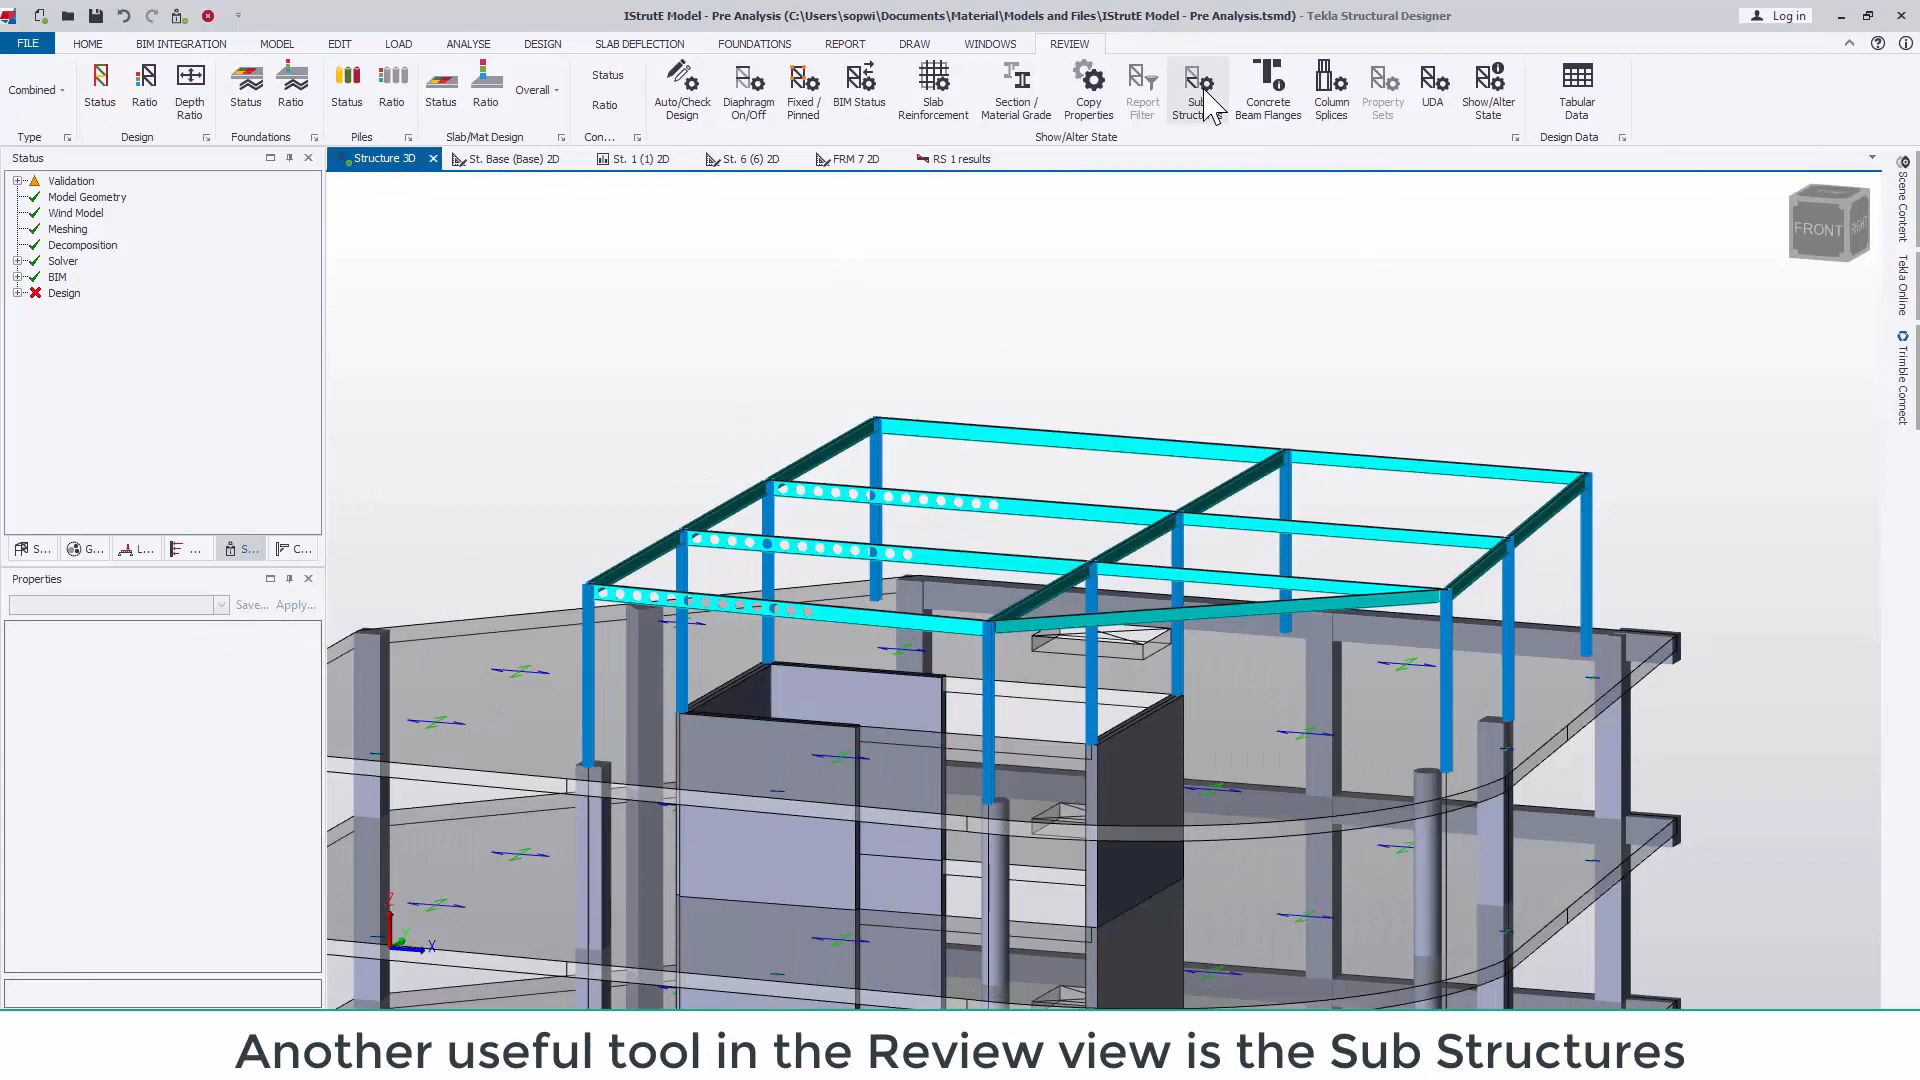 IStrutE Model - Pre Analysis (C:\Users\sopwi\Documents\Material\Models and Files\IStrutE Model - Pre Analysis.tsmd) - Tekla Structural Designer
Log in
FILE HOME BIM INTEGRATION MODEL EDIT LOAD ANALYSE DESIGN SLAB DEFLECTION FOUNDATIONS REPORT DRAW WINDOWS REVIEW
Combined
Type
Status Ratio Depth Ratio
Design
Status Ratio
Foundations
Status Ratio
Piles
Status Ratio Overall
Slab/Mat Design
Status
Ratio
Con...
Auto/Check Design
Diaphragm On/Off
Fixed / Pinned
BIM Status
Slab Reinforcement
Section / Material Grade
Copy Properties
Report Filter
Concrete Beam Flanges
Column Splices
Property Sets
UDA
Show/Alter State
Show/Alter State
Tabular Data
Design Data
Status
Validation
Model Geometry
Wind Model
Meshing
Decomposition
Solver
BIM
Design
S... G... L... ... S... C...
Properties
Save... Apply...
Structure 3D
St. Base (Base) 2D
St. 1 (1) 2D
St. 6 (6) 2D
FRM 7 2D
RS 1 results
FRONT
RIGHT
Scene Content
Tekla Online
Trimble Connect
Z
Y
X
Another useful tool in the Review view is the Sub Structures